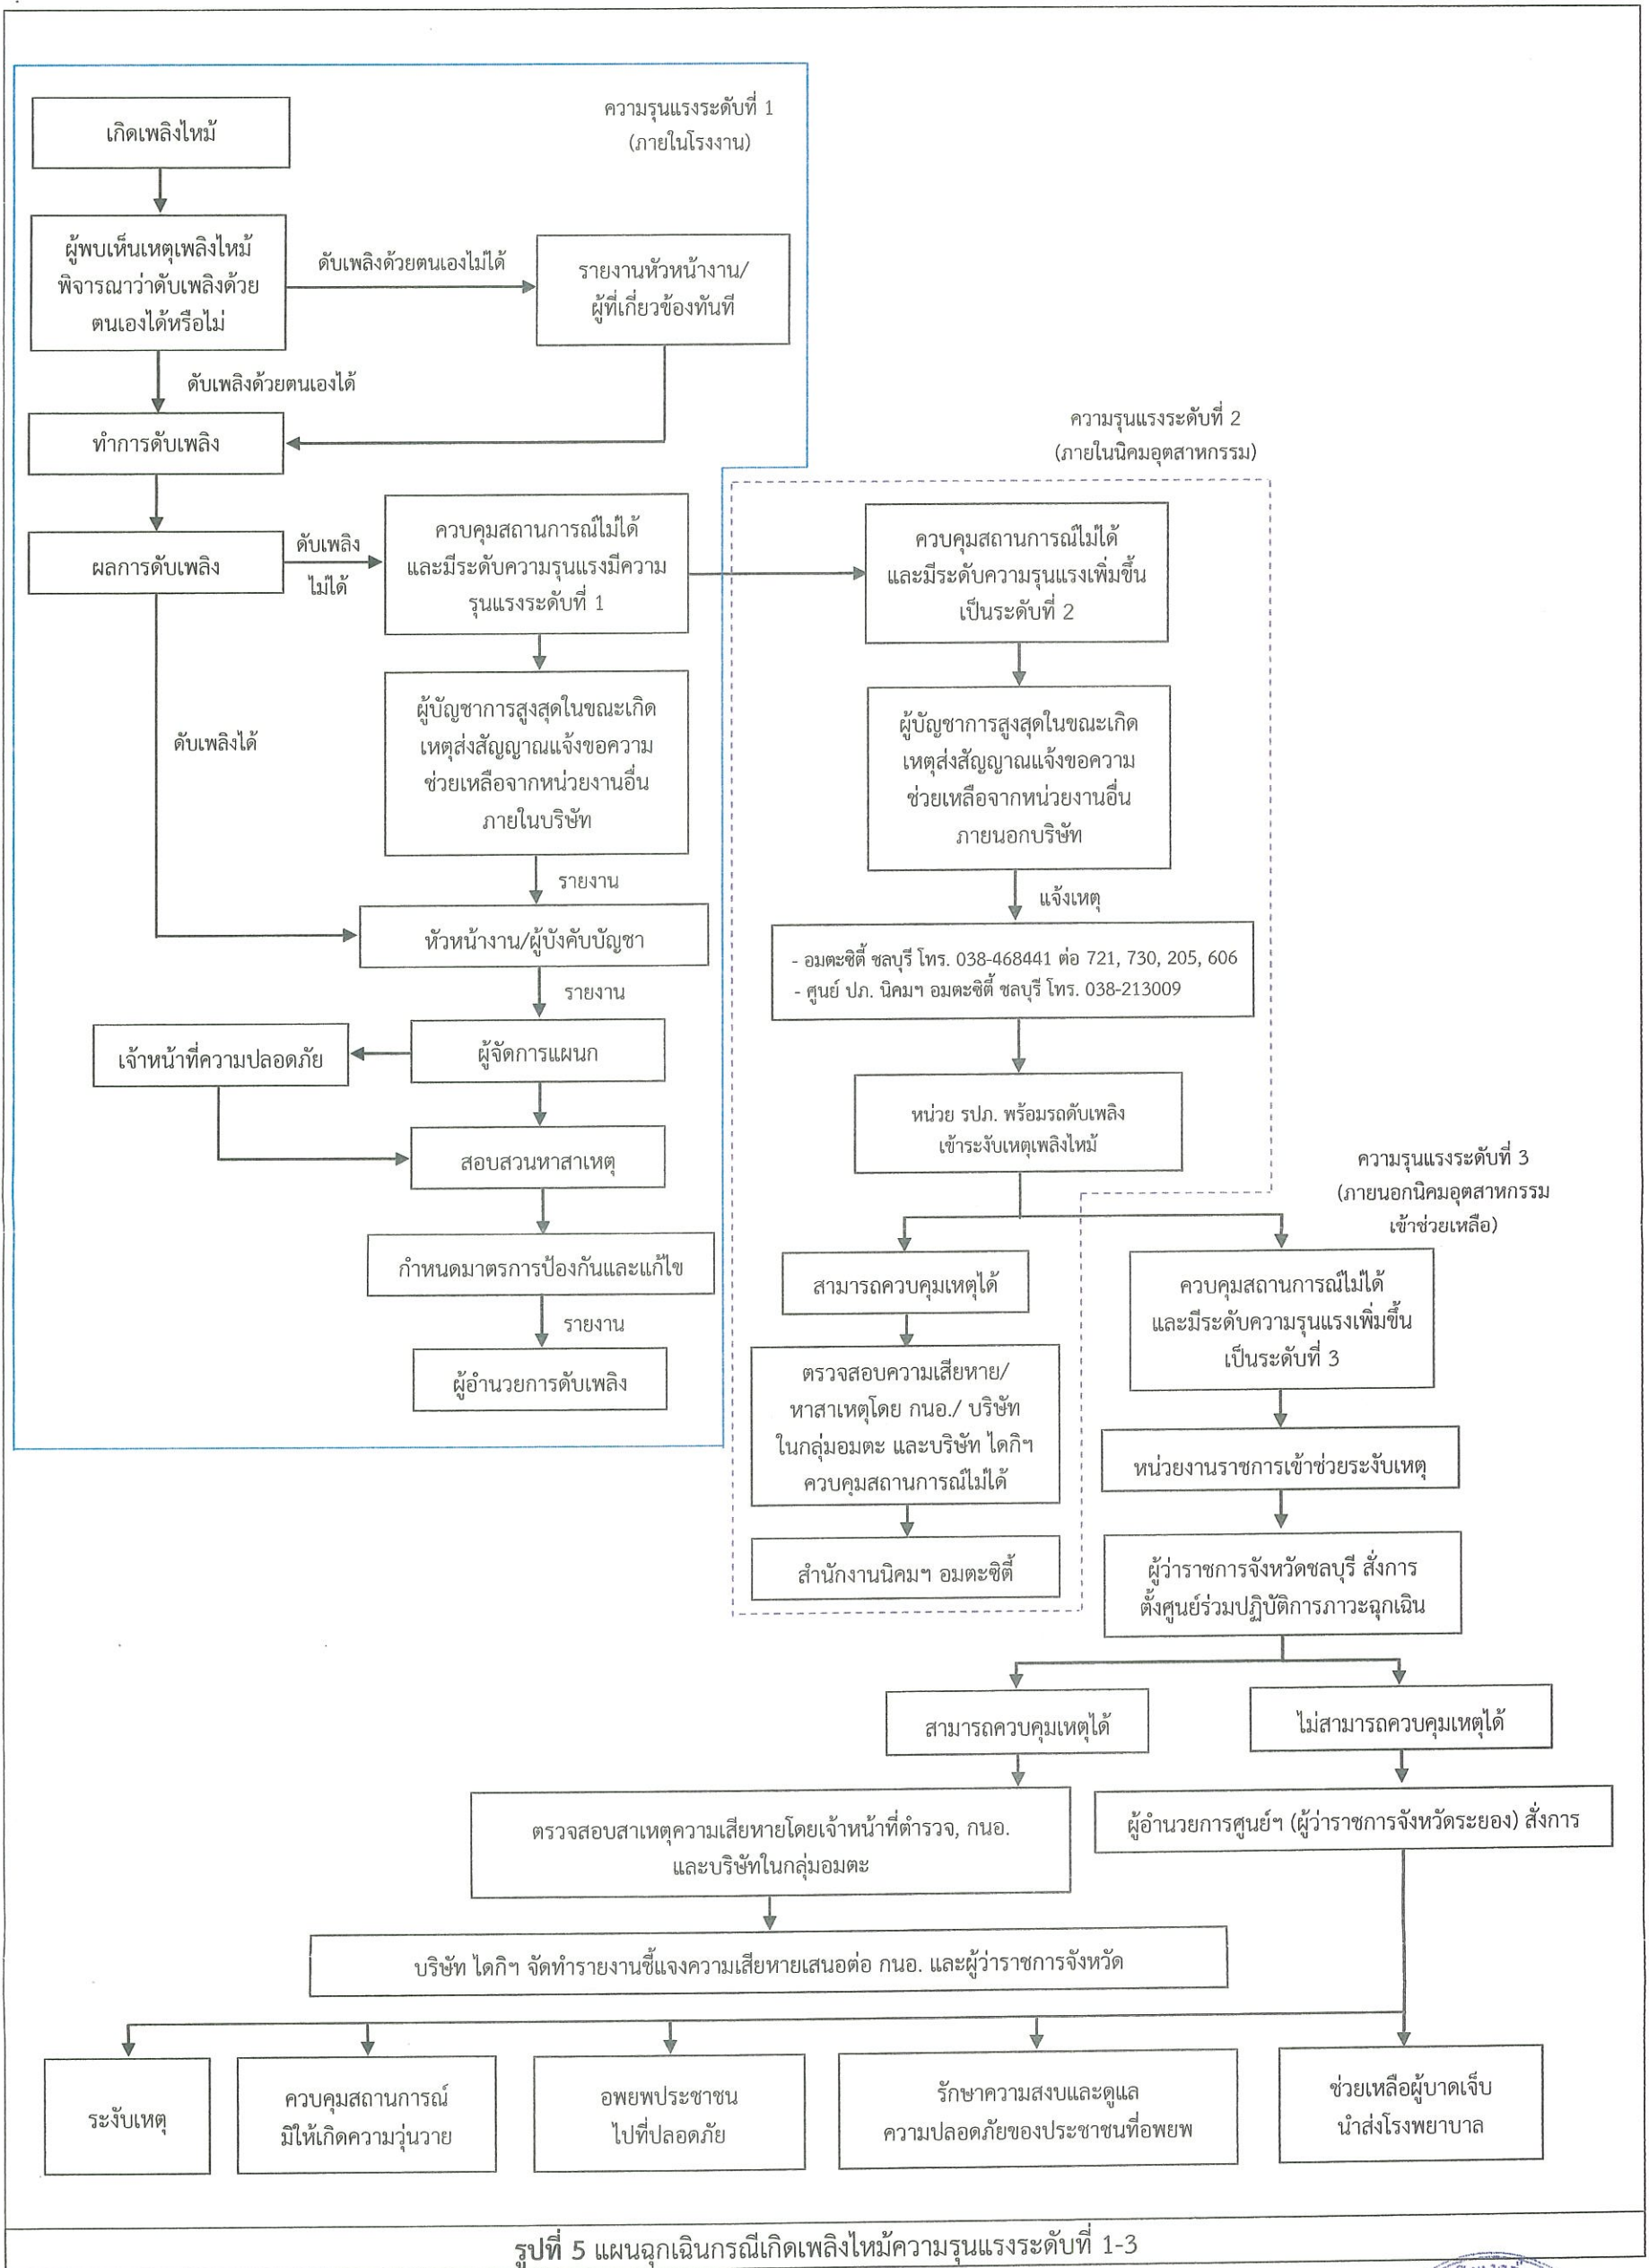 ความรุนแรงระดับที่ 1
(ภายในโรงงาน)
เกิดเพลิงไหม้
ผู้พบเห็นเหตุเพลิงไหม้
พิจารณาว่าดับเพลิงด้วย
ตนเองได้หรือไม่
ดับเพลิงด้วยตนเองไม่ได้
รายงานหัวหน้างาน/
ผู้ที่เกี่ยวข้องทันที
ดับเพลิงด้วยตนเองได้
ทำการดับเพลิง
ผลการดับเพลิง
ดับเพลิง
ไม่ได้
ควบคุมสถานการณ์ไม่ได้
และมีระดับความรุนแรงมีความ
รุนแรงระดับที่ 1
ผู้บัญชาการสูงสุดในขณะเกิด
เหตุส่งสัญญาณแจ้งขอความ
ช่วยเหลือจากหน่วยงานอื่น
ภายในบริษัท
ดับเพลิงได้
รายงาน
หัวหน้างาน/ผู้บังคับบัญชา
รายงาน
ผู้จัดการแผนก
เจ้าหน้าที่ความปลอดภัย
สอบสวนหาสาเหตุ
กำหนดมาตรการป้องกันและแก้ไข
รายงาน
ผู้อำนวยการดับเพลิง
ความรุนแรงระดับที่ 2
(ภายในนิคมอุตสาหกรรม)
ควบคุมสถานการณ์ไม่ได้
และมีระดับความรุนแรงเพิ่มขึ้น
เป็นระดับที่ 2
ผู้บัญชาการสูงสุดในขณะเกิด
เหตุส่งสัญญาณแจ้งขอความ
ช่วยเหลือจากหน่วยงานอื่น
ภายนอกบริษัท
แจ้งเหตุ
- อมตะซิตี้ ชลบุรี โทร. 038-468441 ต่อ 721, 730, 205, 606
- ศูนย์ ปภ. นิคมฯ อมตะซิตี้ ชลบุรี โทร. 038-213009
หน่วย รปภ. พร้อมรถดับเพลิง
เข้าระงับเหตุเพลิงไหม้
สามารถควบคุมเหตุได้
ตรวจสอบความเสียหาย/
หาสาเหตุโดย กนอ./ บริษัท
ในกลุ่มอมตะ และบริษัท ไดกิฯ
ควบคุมสถานการณ์ไม่ได้
สำนักงานนิคมฯ อมตะซิตี้
ความรุนแรงระดับที่ 3
(ภายนอกนิคมอุตสาหกรรม
เข้าช่วยเหลือ)
ควบคุมสถานการณ์ไม่ได้
และมีระดับความรุนแรงเพิ่มขึ้น
เป็นระดับที่ 3
หน่วยงานราชการเข้าช่วยระงับเหตุ
ผู้ว่าราชการจังหวัดชลบุรี สั่งการ
ตั้งศูนย์ร่วมปฏิบัติการภาวะฉุกเฉิน
สามารถควบคุมเหตุได้
ไม่สามารถควบคุมเหตุได้
ตรวจสอบสาเหตุความเสียหายโดยเจ้าหน้าที่ตำรวจ, กนอ.
และบริษัทในกลุ่มอมตะ
ผู้อำนวยการศูนย์ฯ (ผู้ว่าราชการจังหวัดระยอง) สั่งการ
บริษัท ไดกิฯ จัดทำรายงานชี้แจงความเสียหายเสนอต่อ กนอ. และผู้ว่าราชการจังหวัด
ระงับเหตุ
ควบคุมสถานการณ์
มิให้เกิดความวุ่นวาย
อพยพประชาชน
ไปที่ปลอดภัย
รักษาความสงบและดูแล
ความปลอดภัยของประชาชนที่อพยพ
ช่วยเหลือผู้บาดเจ็บ
นำส่งโรงพยาบาล
รูปที่ 5 แผนฉุกเฉินกรณีเกิดเพลิงไหม้ความรุนแรงระดับที่ 1-3